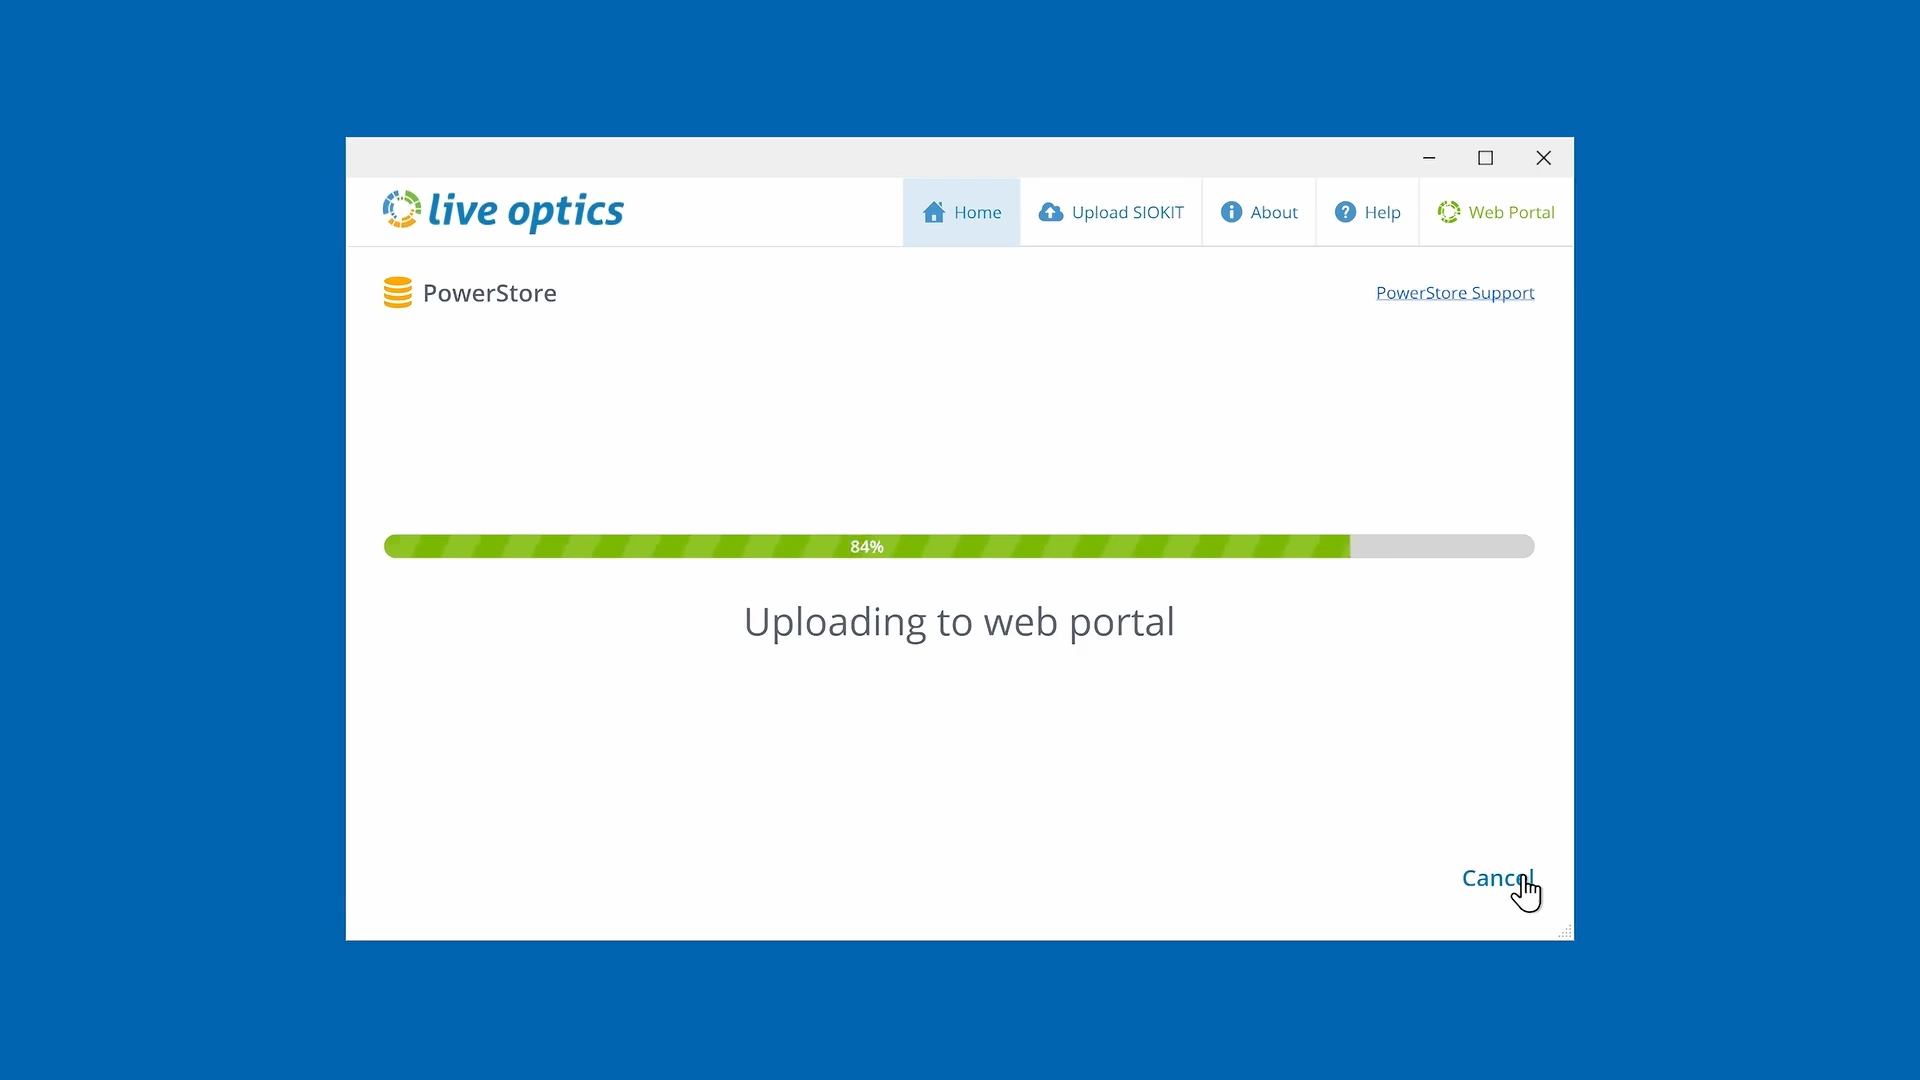 live optics
Home
Upload SIOKIT
About
Help
Web Portal
PowerStore
PowerStore Support
84%
Uploading to web portal
Cancel